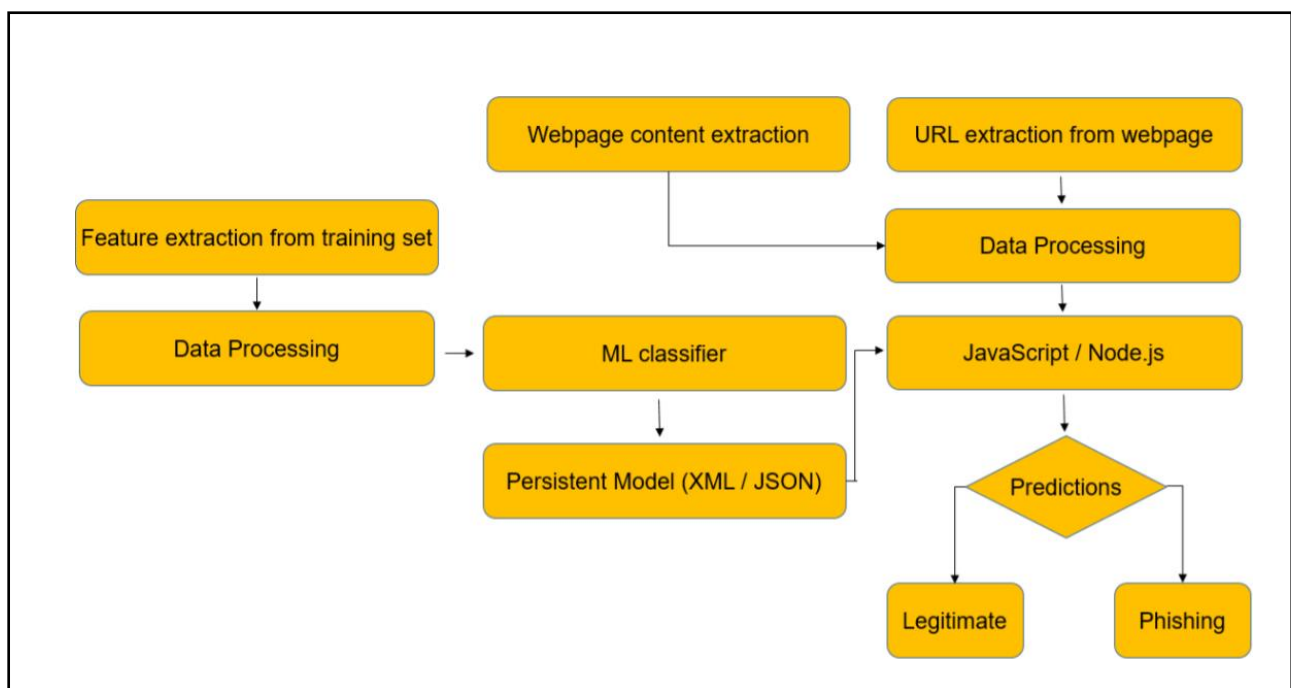 Webpage content extraction
URL extraction from webpage
Feature extraction from training set
Data Processing
Data Processing
ML classifier
JavaScript / Node.js
Persistent Model (XML / JSON)
Predictions
Legitimate
Phishing